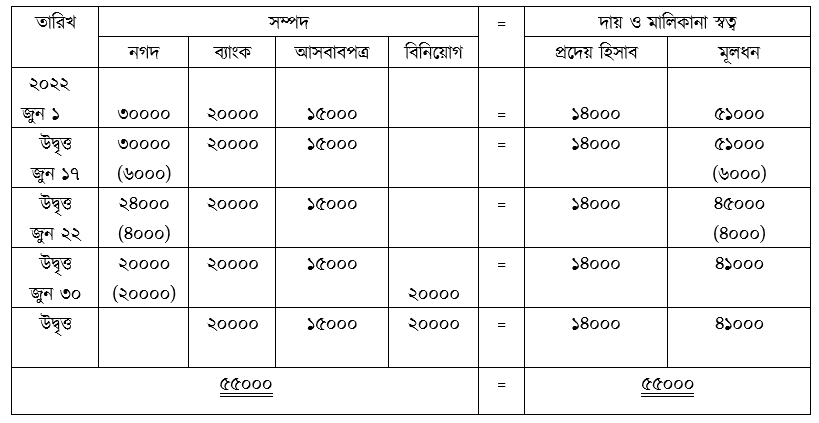 তারিখ সম্পদ = দায় ও মালিকানা স্বত্ব
নগদ ব্যাংক আসবাবপত্র বিনিয়োগ প্রদেয় হিসাব মূলধন
২০২২
জুন ১ ৩০০০০ ২০০০০ ১৫০০০ = ১৪০০০ ৫১০০০
উদ্বৃত্ত ৩০০০০ ২০০০০ ১৫০০০ = ১৪০০০ ৫১০০০
জুন ১৭ (৬০০০) (৬০০০)
উদ্বৃত্ত ২৪০০০ ২০০০০ ১৫০০০ = ১৪০০০ ৪৫০০০
জুন ২২ (৪০০০) (৪০০০)
উদ্বৃত্ত ২০০০০ ২০০০০ ১৫০০০ = ১৪০০০ ৪১০০০
জুন ৩০ (২০০০০) ২০০০০
উদ্বৃত্ত ২০০০০ ১৫০০০ ২০০০০ = ১৪০০০ ৪১০০০
৫৫০০০ = ৫৫০০০